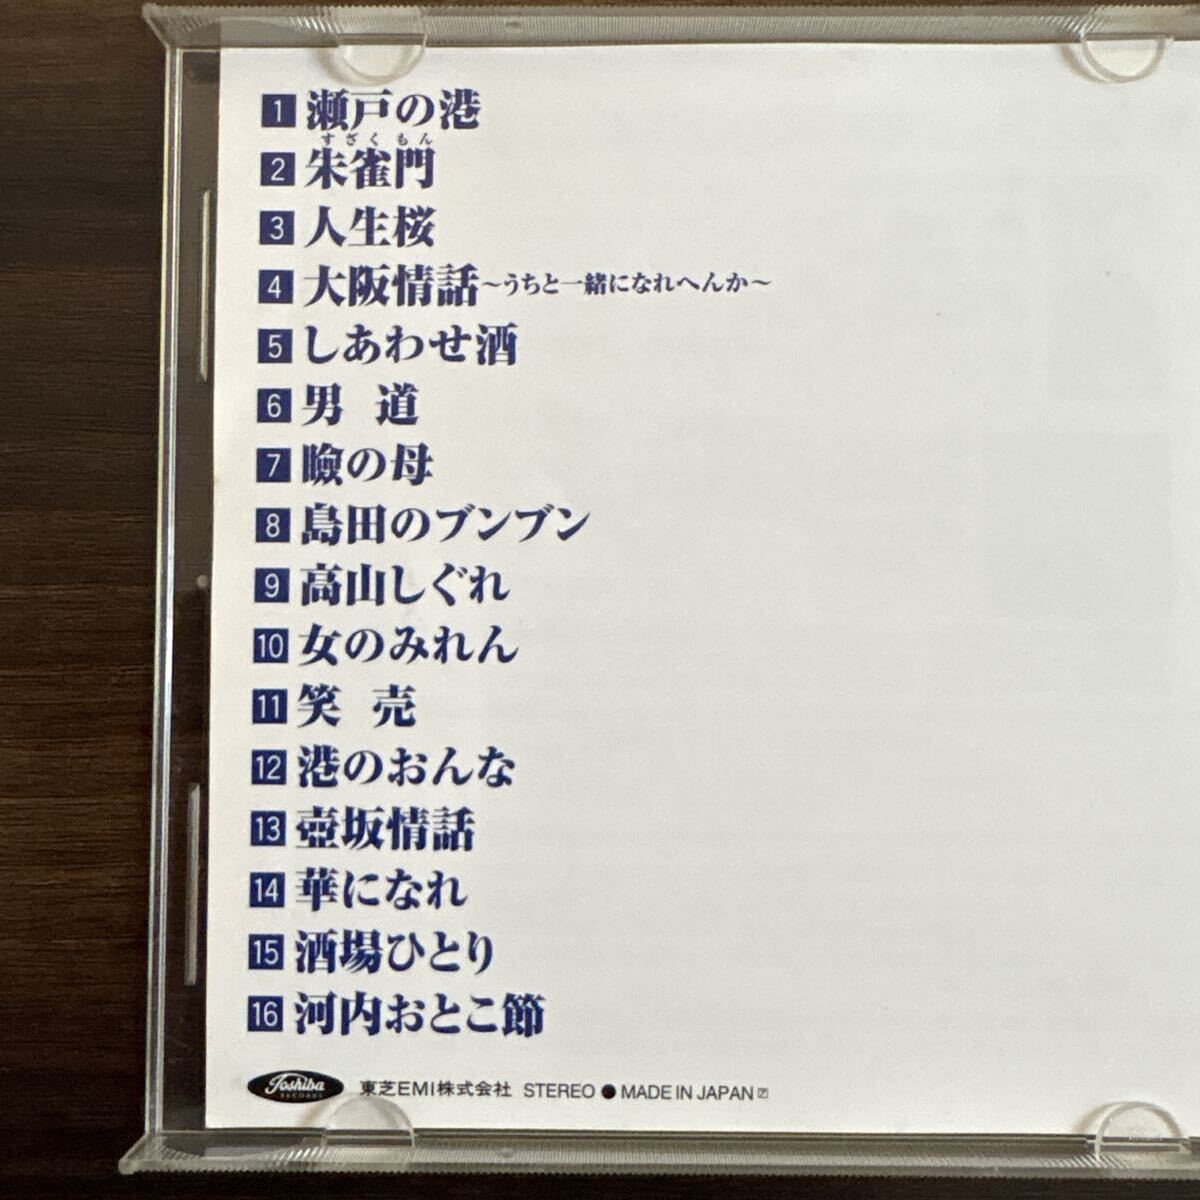 1 瀬戸の港
すざくもん
2 朱雀門
3 人生桜
4 大阪情話～うちと一緒になれへんか～
5 しあわせ酒
6 男 道
7 瞼の母
8 島田のブンブン
9 高山しぐれ
10 女のみれん
11 笑 売
12 港のおんな
13 壺坂情話
14 華になれ
15 酒場ひとり
16 河内おとこ節
Toshiba RECORDS 東芝EMI株式会社 STEREO ● MADE IN JAPAN